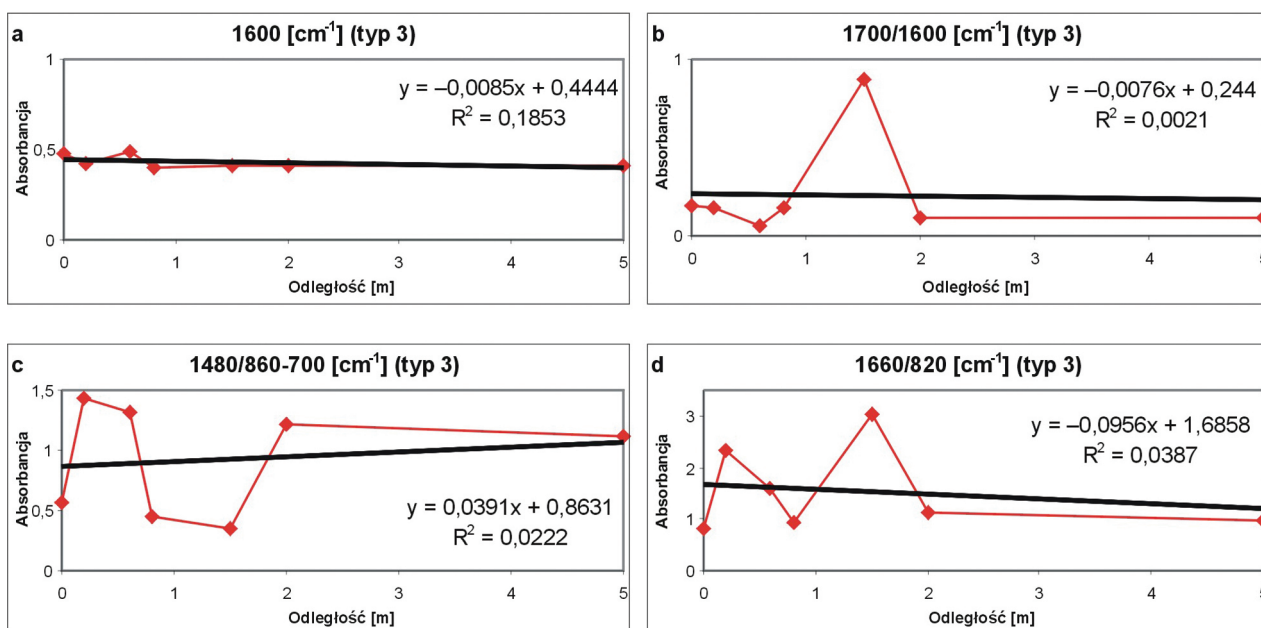 a
1600 [cm⁻¹] (typ 3)
1
0,5
0
Absorbancja
y = –0,0085x + 0,4444
R² = 0,1853
0 1 2 3 4 5
Odległość [m]
b
1700/1600 [cm⁻¹] (typ 3)
1
0
Absorbancja
y = –0,0076x + 0,244
R² = 0,0021
0 1 2 3 4 5
Odległość [m]
c
1480/860-700 [cm⁻¹] (typ 3)
1,5
1
0,5
0
Absorbancja
y = 0,0391x + 0,8631
R² = 0,0222
0 1 2 3 4 5
Odległość [m]
d
1660/820 [cm⁻¹] (typ 3)
3
2
1
0
Absorbancja
y = –0,0956x + 1,6858
R² = 0,0387
0 1 2 3 4 5
Odległość [m]